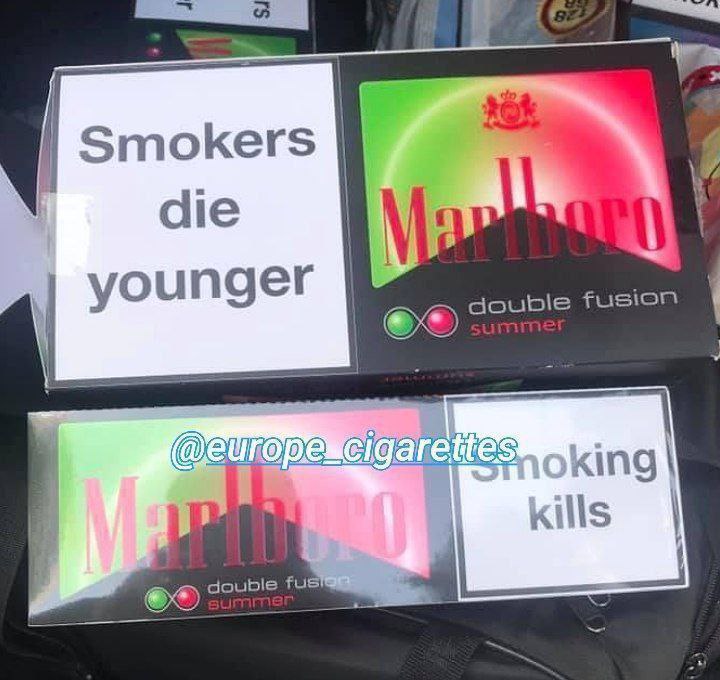 Smokers
die
younger
Marlboro
double fusion
summer
@europe_cigarettes
Marlboro
double fusion
summer
Smoking
kills